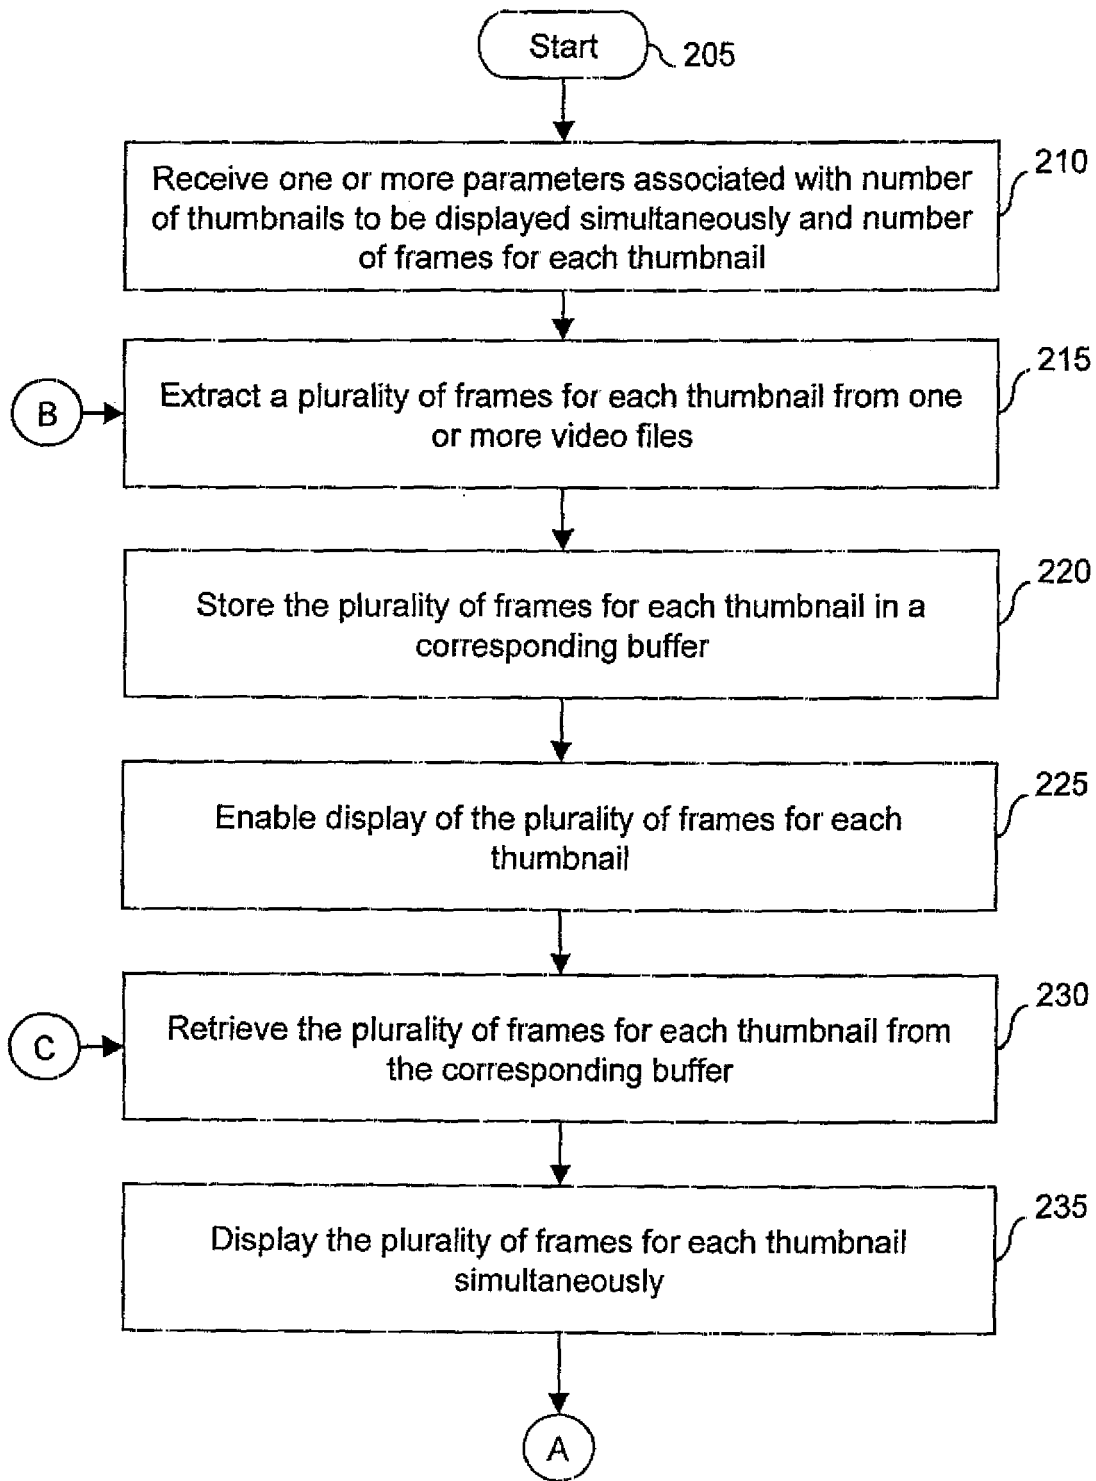 Start
205
210
Receive one or more parameters associated with number
of thumbnails to be displayed simultaneously and number
of frames for each thumbnail
215
B
Extract a plurality of frames for each thumbnail from one
or more video files
220
Store the plurality of frames for each thumbnail in a
corresponding buffer
225
Enable display of the plurality of frames for each
thumbnail
230
C
Retrieve the plurality of frames for each thumbnail from
the corresponding buffer
235
Display the plurality of frames for each thumbnail
simultaneously
A